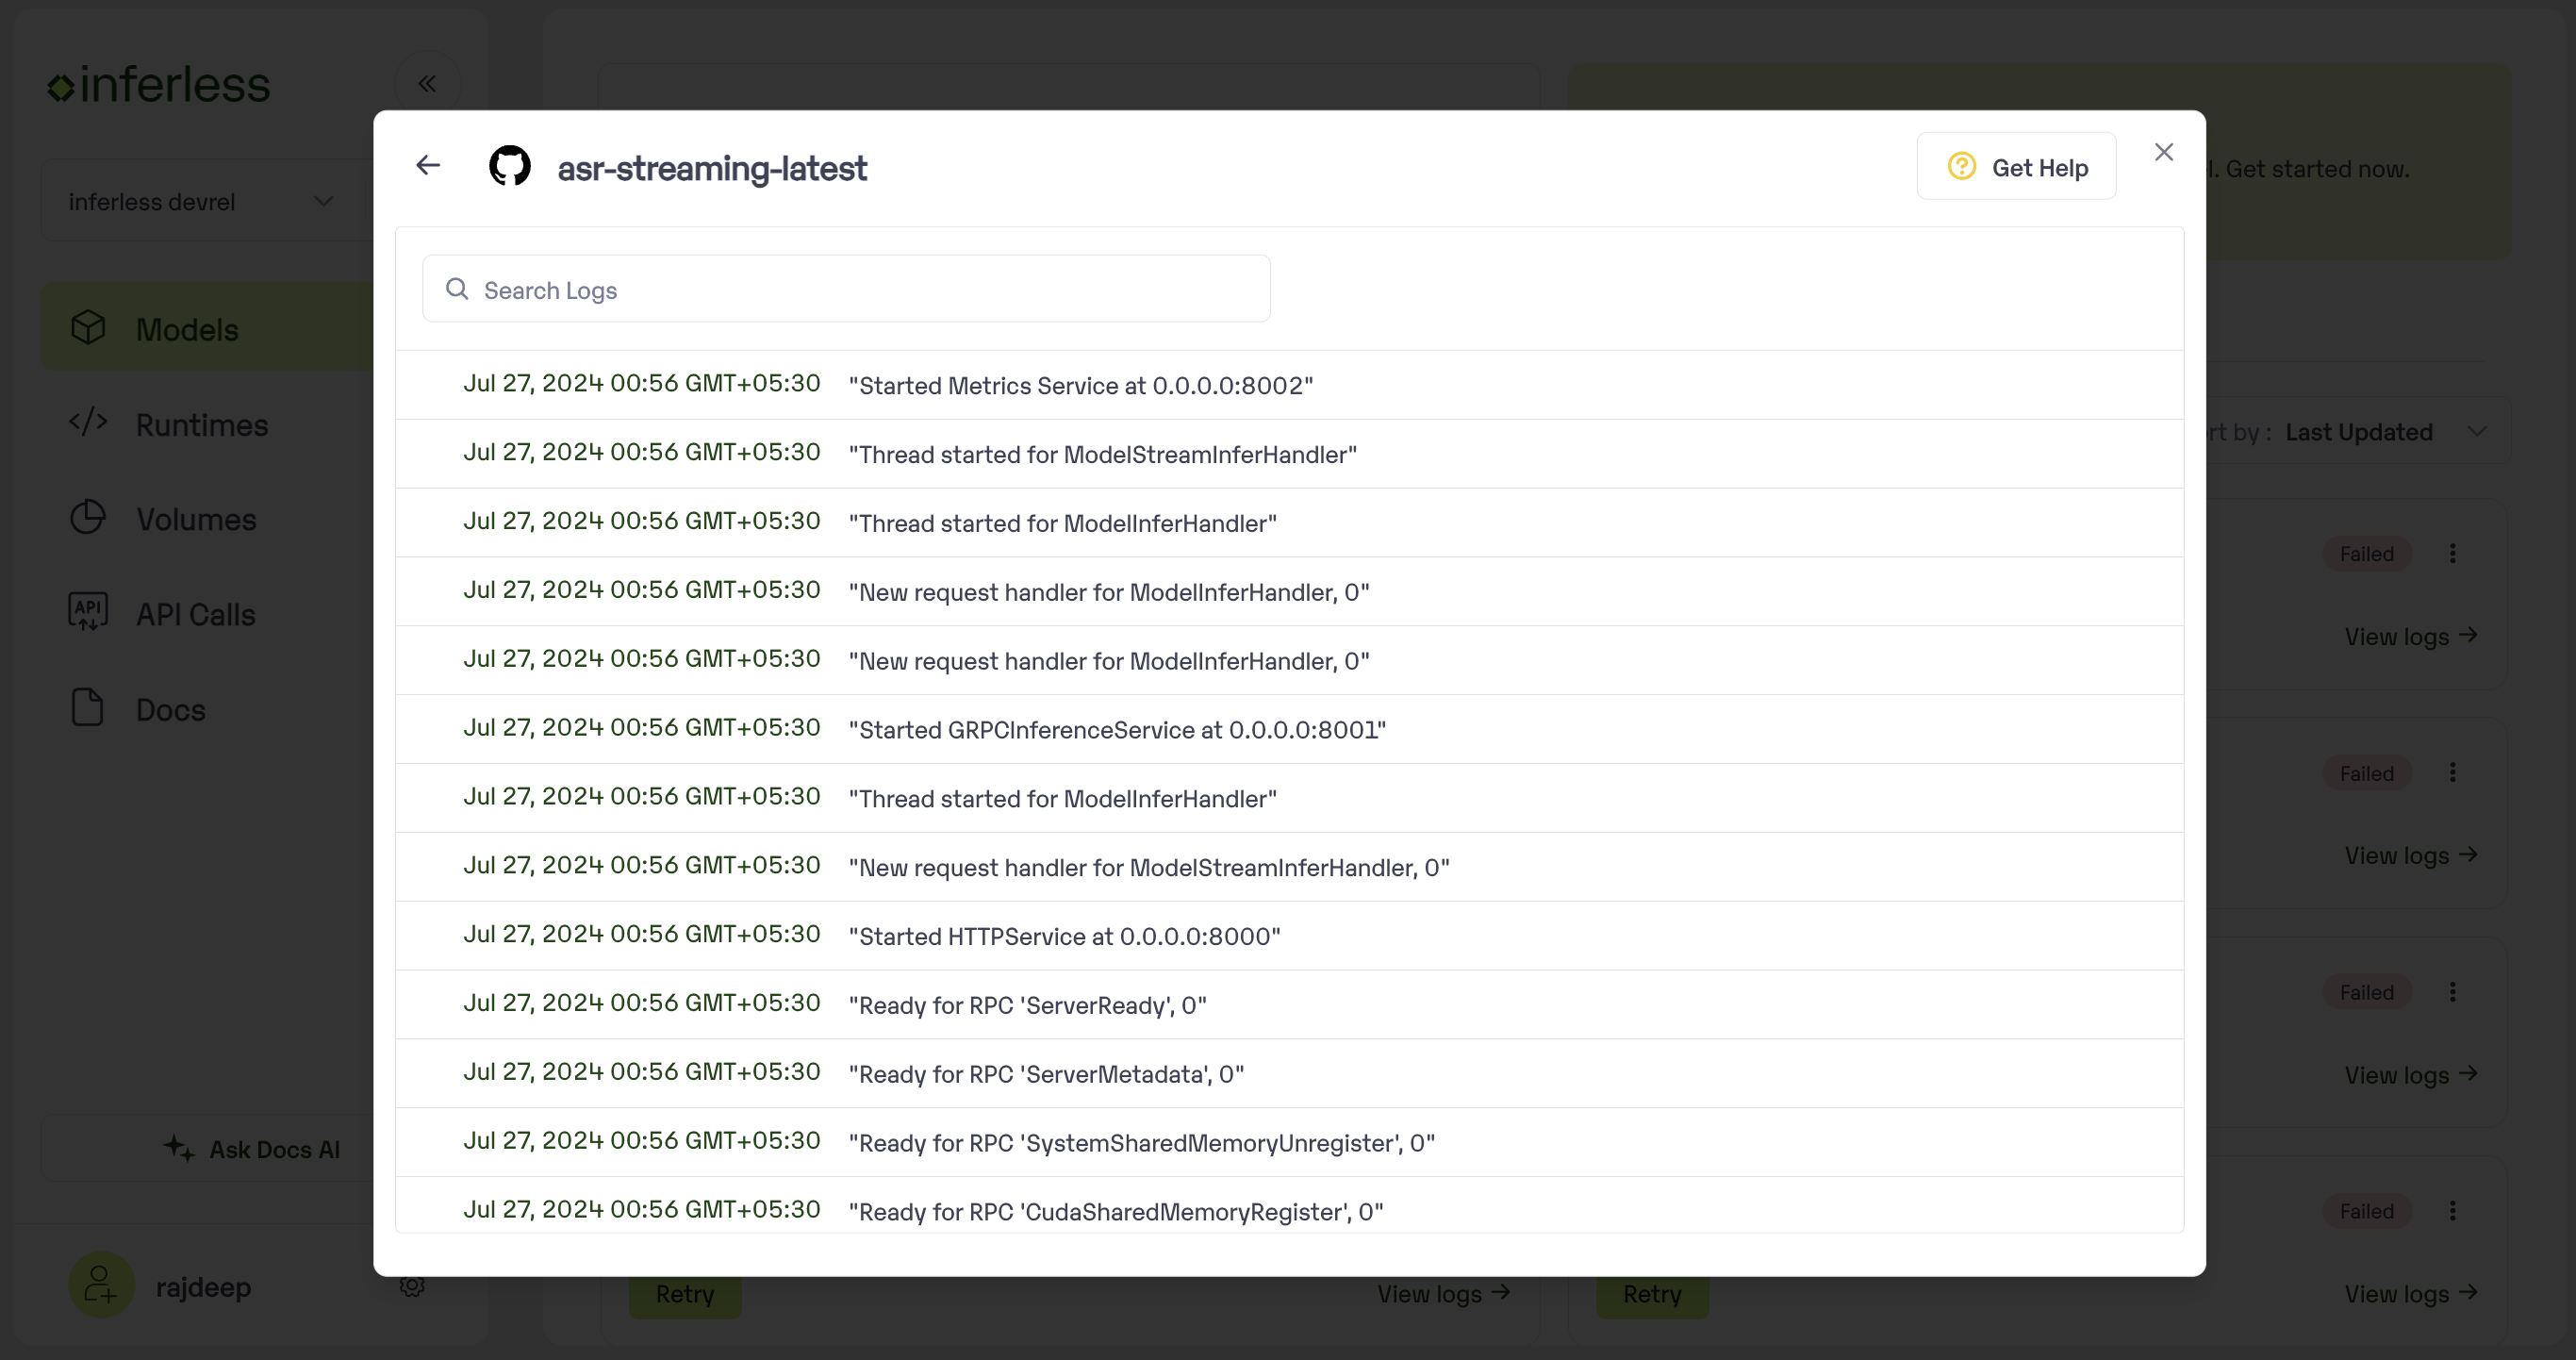 inferless
inferless devrel
Models
Runtimes
Volumes
API
API Calls
Docs
Ask Docs AI
rajdeep
asr-streaming-latest
Get Help
Search Logs
Jul 27, 2024 00:56 GMT+05:30 "Started Metrics Service at 0.0.0.0:8002"
Jul 27, 2024 00:56 GMT+05:30 "Thread started for ModelStreamInferHandler"
Jul 27, 2024 00:56 GMT+05:30 "Thread started for ModelInferHandler"
Jul 27, 2024 00:56 GMT+05:30 "New request handler for ModelInferHandler, 0"
Jul 27, 2024 00:56 GMT+05:30 "New request handler for ModelInferHandler, 0"
Jul 27, 2024 00:56 GMT+05:30 "Started GRPCInferenceService at 0.0.0.0:8001"
Jul 27, 2024 00:56 GMT+05:30 "Thread started for ModelInferHandler"
Jul 27, 2024 00:56 GMT+05:30 "New request handler for ModelStreamInferHandler, 0"
Jul 27, 2024 00:56 GMT+05:30 "Started HTTPService at 0.0.0.0:8000"
Jul 27, 2024 00:56 GMT+05:30 "Ready for RPC 'ServerReady', 0"
Jul 27, 2024 00:56 GMT+05:30 "Ready for RPC 'ServerMetadata', 0"
Jul 27, 2024 00:56 GMT+05:30 "Ready for RPC 'SystemSharedMemoryUnregister', 0"
Jul 27, 2024 00:56 GMT+05:30 "Ready for RPC 'CudaSharedMemoryRegister', 0"
Get started now.
by : Last Updated
Failed
View logs
Failed
View logs
Failed
View logs
Failed
Retry
View logs
Retry
View logs